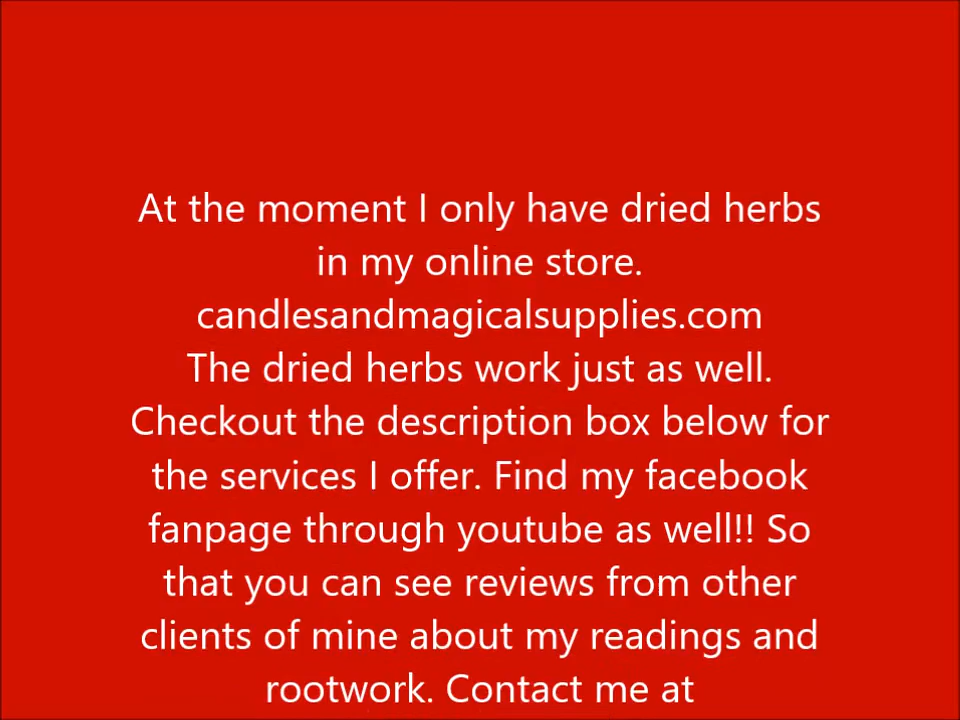 At the moment I only have dried herbs
in my online store.
candlesandmagicalsupplies.com
The dried herbs work just as well.
Checkout the description box below for
the services I offer. Find my facebook
fanpage through youtube as well!! So
that you can see reviews from other
clients of mine about my readings and
rootwork. Contact me at